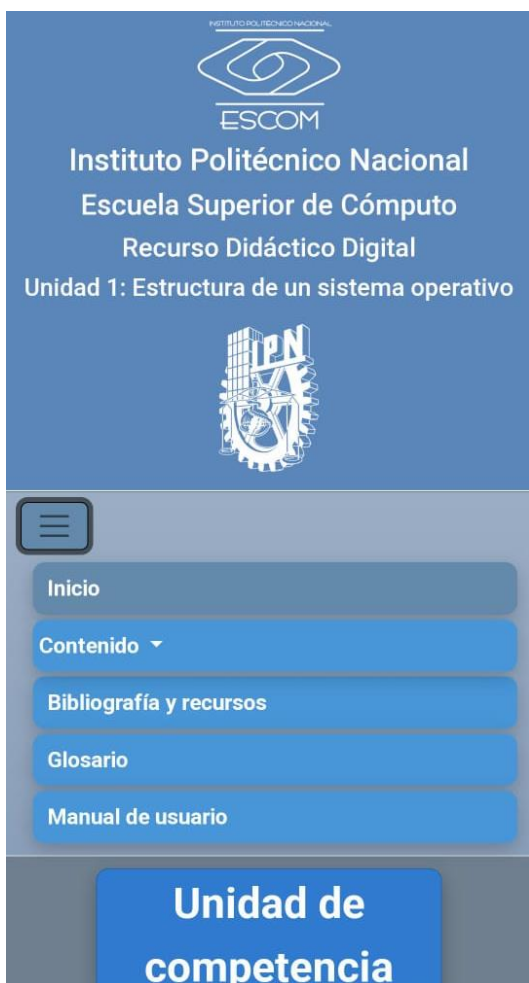 INSTITUTO POLITÉCNICO NACIONAL
ESCOM
Instituto Politécnico Nacional
Escuela Superior de Cómputo
Recurso Didáctico Digital
Unidad 1: Estructura de un sistema operativo
IPN
Inicio
Contenido
Bibliografía y recursos
Glosario
Manual de usuario
Unidad de
competencia